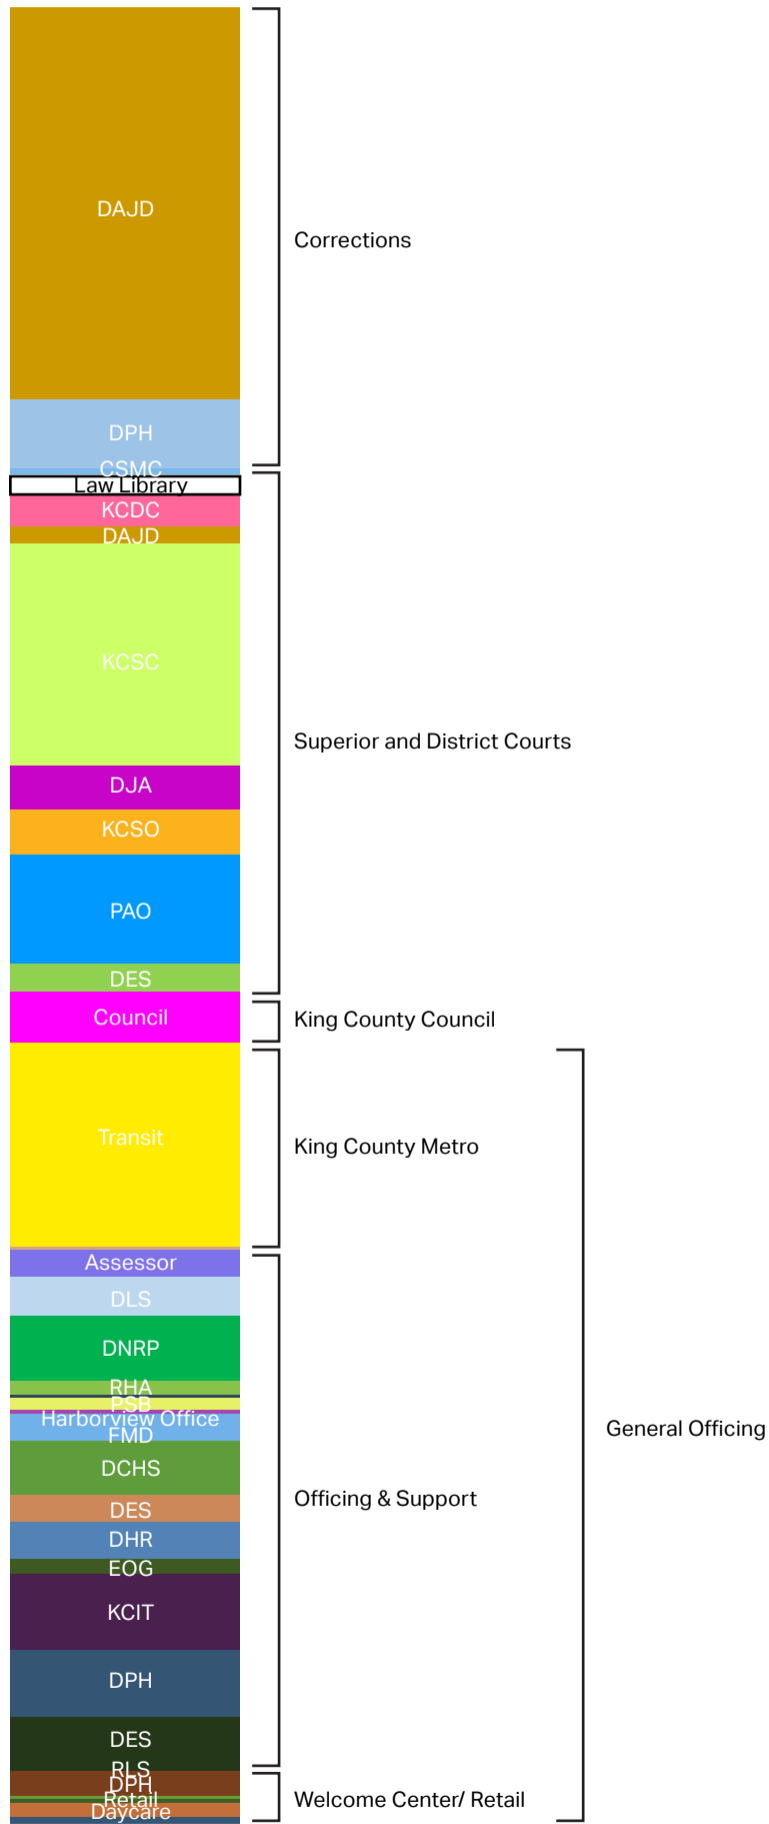 DAJD
Corrections
DPH
CSMC
Law Library
KCDC
DAJD
KCSC
Superior and District Courts
DJA
KCSO
PAO
DES
Council
King County Council
Transit
King County Metro
Assessor
DLS
DNRP
RHA
PSB
Harborview Office
General Officing
FMD
DCHS
Officing & Support
DES
DHR
EOG
KCIT
DPH
DES
RLS
DPH
Retail
Welcome Center/ Retail
Daycare